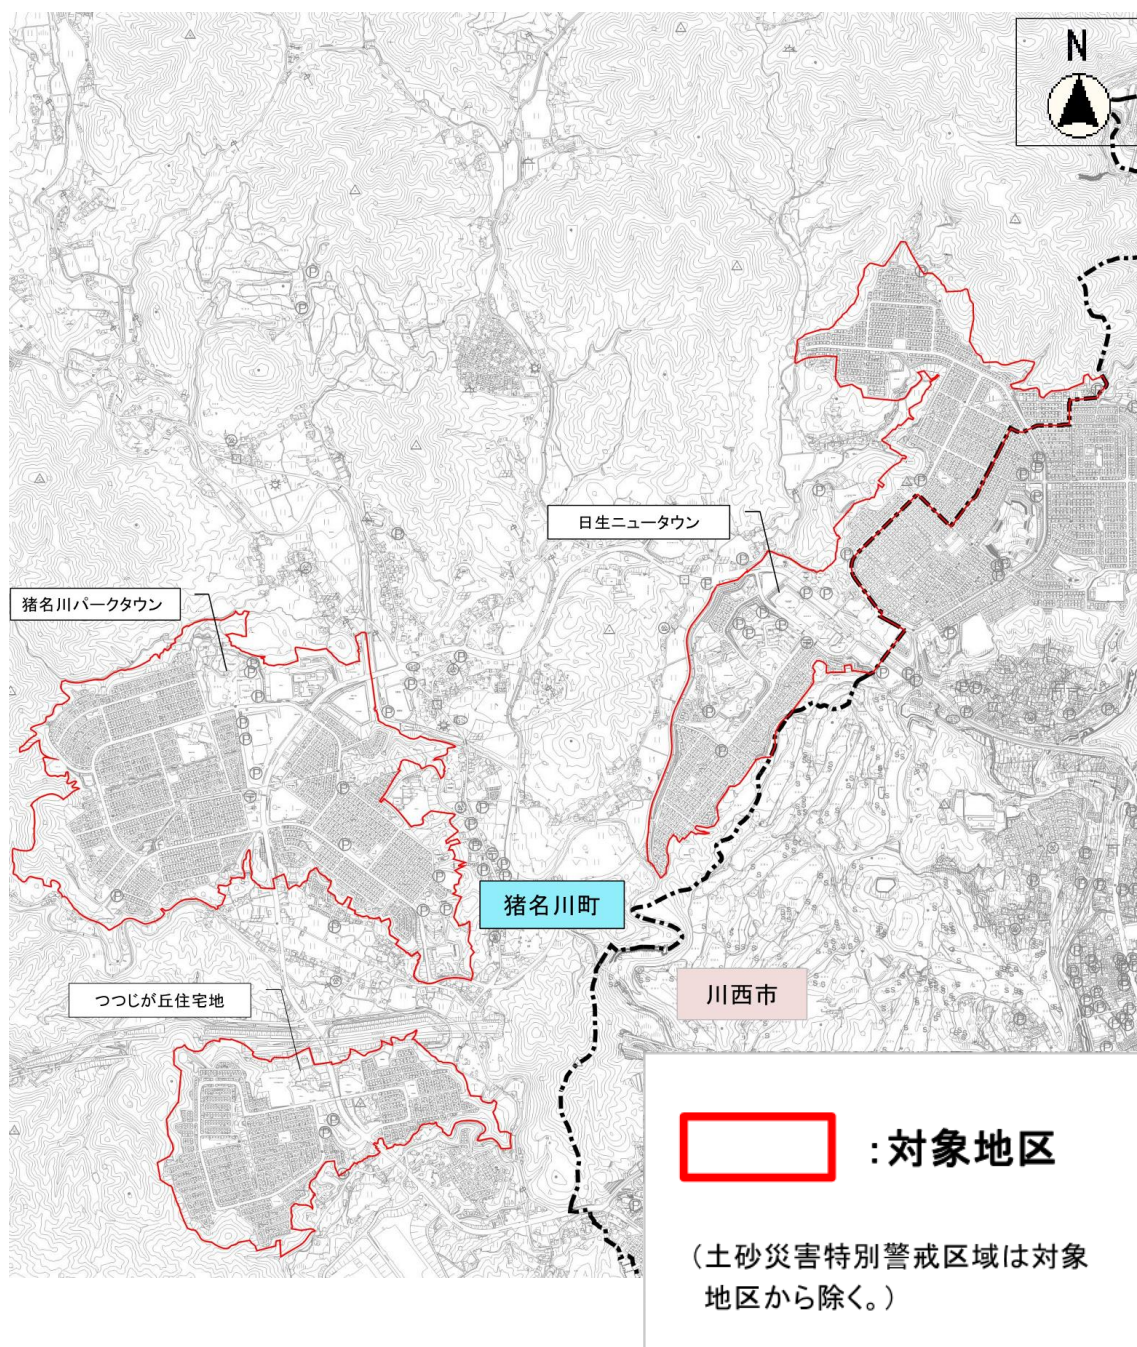 N
日生ニュータウン
猪名川パークタウン
猪名川町
川西市
つつじが丘住宅地
：対象地区
（土砂災害特別警戒区域は対象
地区から除く。）